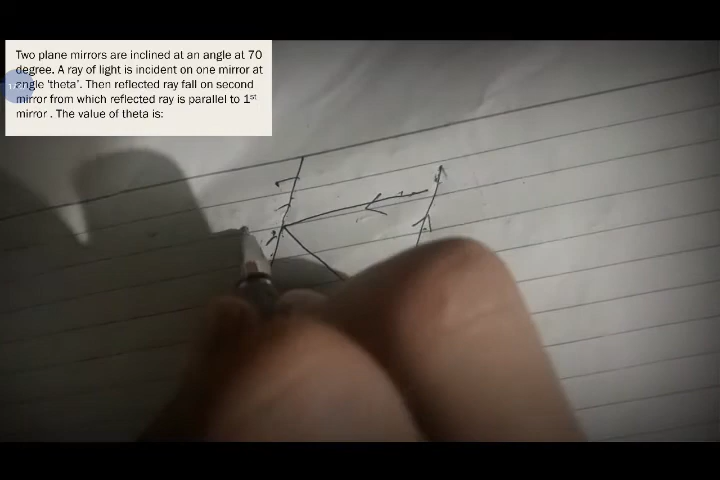 Two plane mirrors are inclined at an angle at 70
degree. A ray of light is incident on one mirror at
angle 'theta'. Then reflected ray fall on second
mirror from which reflected ray is parallel to 1st
mirror . The value of theta is: